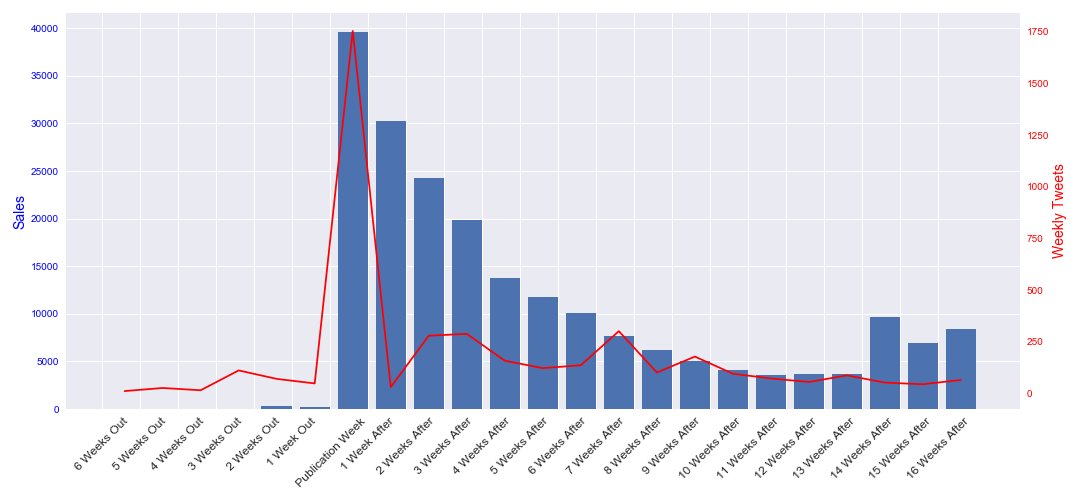 Sales
40000
35000
30000
25000
20000
15000
10000
5000
0
1750
1500
1250
1000
750
500
250
0
Weekly Tweets
6 Weeks Out
5 Weeks Out
4 Weeks Out
3 Weeks Out
2 Weeks Out
1 Week Out
Publication Week
1 Week After
2 Weeks After
3 Weeks After
4 Weeks After
5 Weeks After
6 Weeks After
7 Weeks After
8 Weeks After
9 Weeks After
10 Weeks After
11 Weeks After
12 Weeks After
13 Weeks After
14 Weeks After
15 Weeks After
16 Weeks After